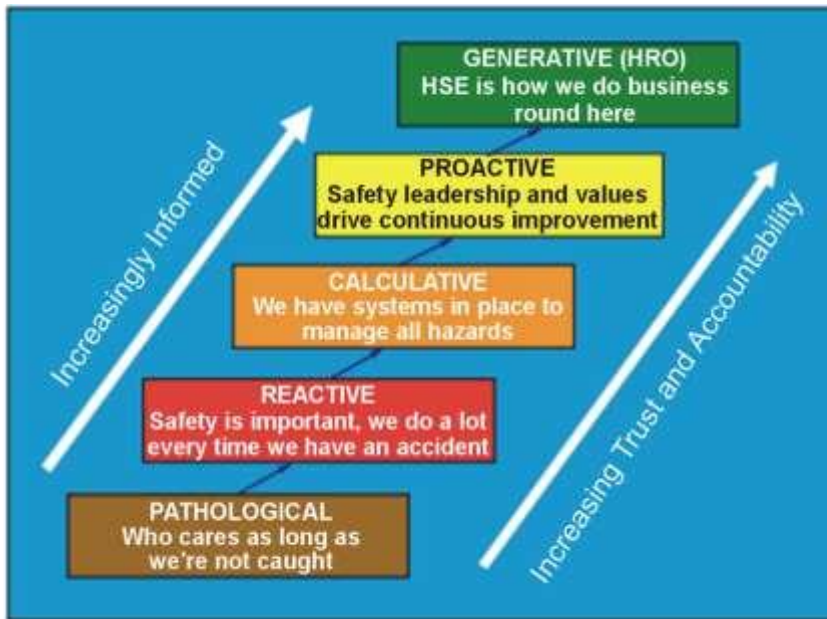 GENERATIVE (HRO)
HSE is how we do business
round here
PROACTIVE
Safety leadership and values
drive continuous improvement
CALCULATIVE
We have systems in place to
manage all hazards
REACTIVE
Safety is important, we do a lot
every time we have an accident
PATHOLOGICAL
Who cares as long as
we're not caught
Increasingly Informed
Increasing Trust and Accountability